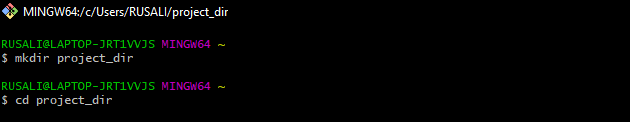 MINGW64:/c/Users/RUSALI/project_dir
RUSALI@LAPTOP-JRT1VVJS MINGW64 ~
$ mkdir project_dir
RUSALI@LAPTOP-JRT1VVJS MINGW64 ~
$ cd project_dir